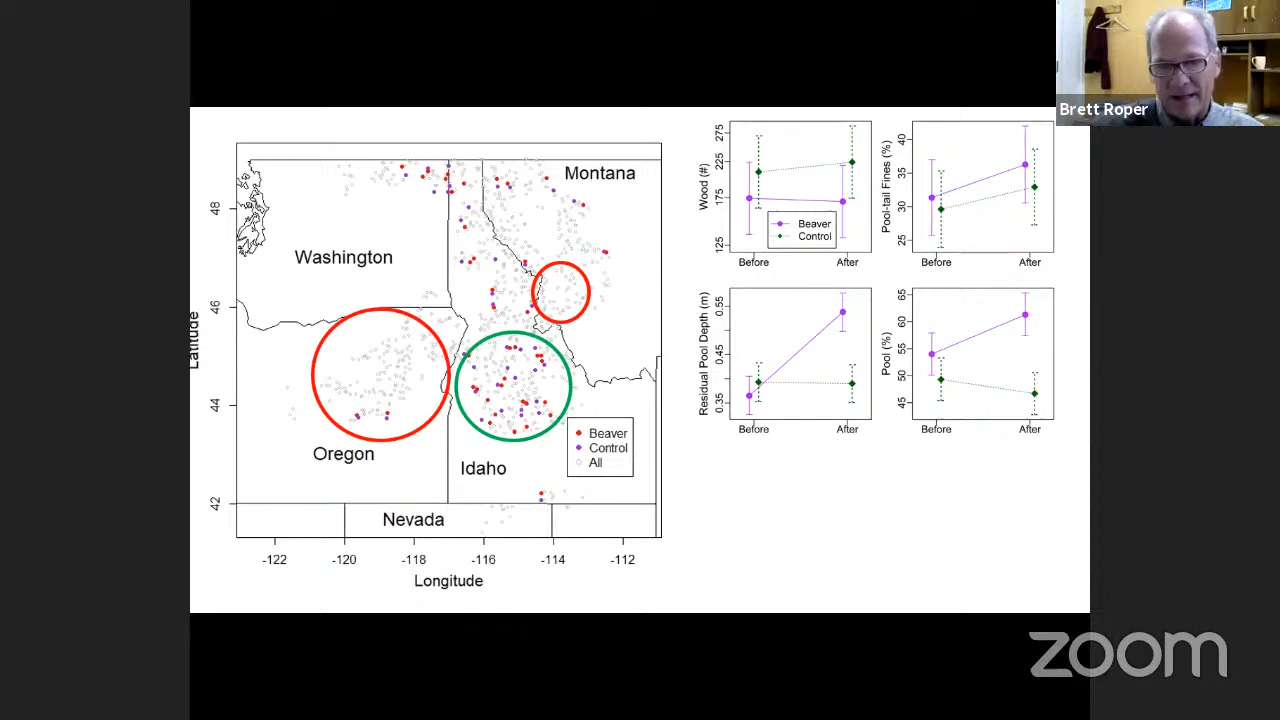 Brett Roper
Montana
Washington
Oregon
Idaho
Nevada
Beaver
Control
All
Latitude
48
46
44
42
-122
-120
-118
-116
-114
-112
Longitude
Wood (#)
275
225
175
125
Beaver
Control
Before
After
Pool-tail Fines (%)
40
35
30
25
Before
After
Residual Pool Depth (m)
0.55
0.45
0.35
Before
After
Pool (%)
65
60
55
50
45
Before
After
zoom